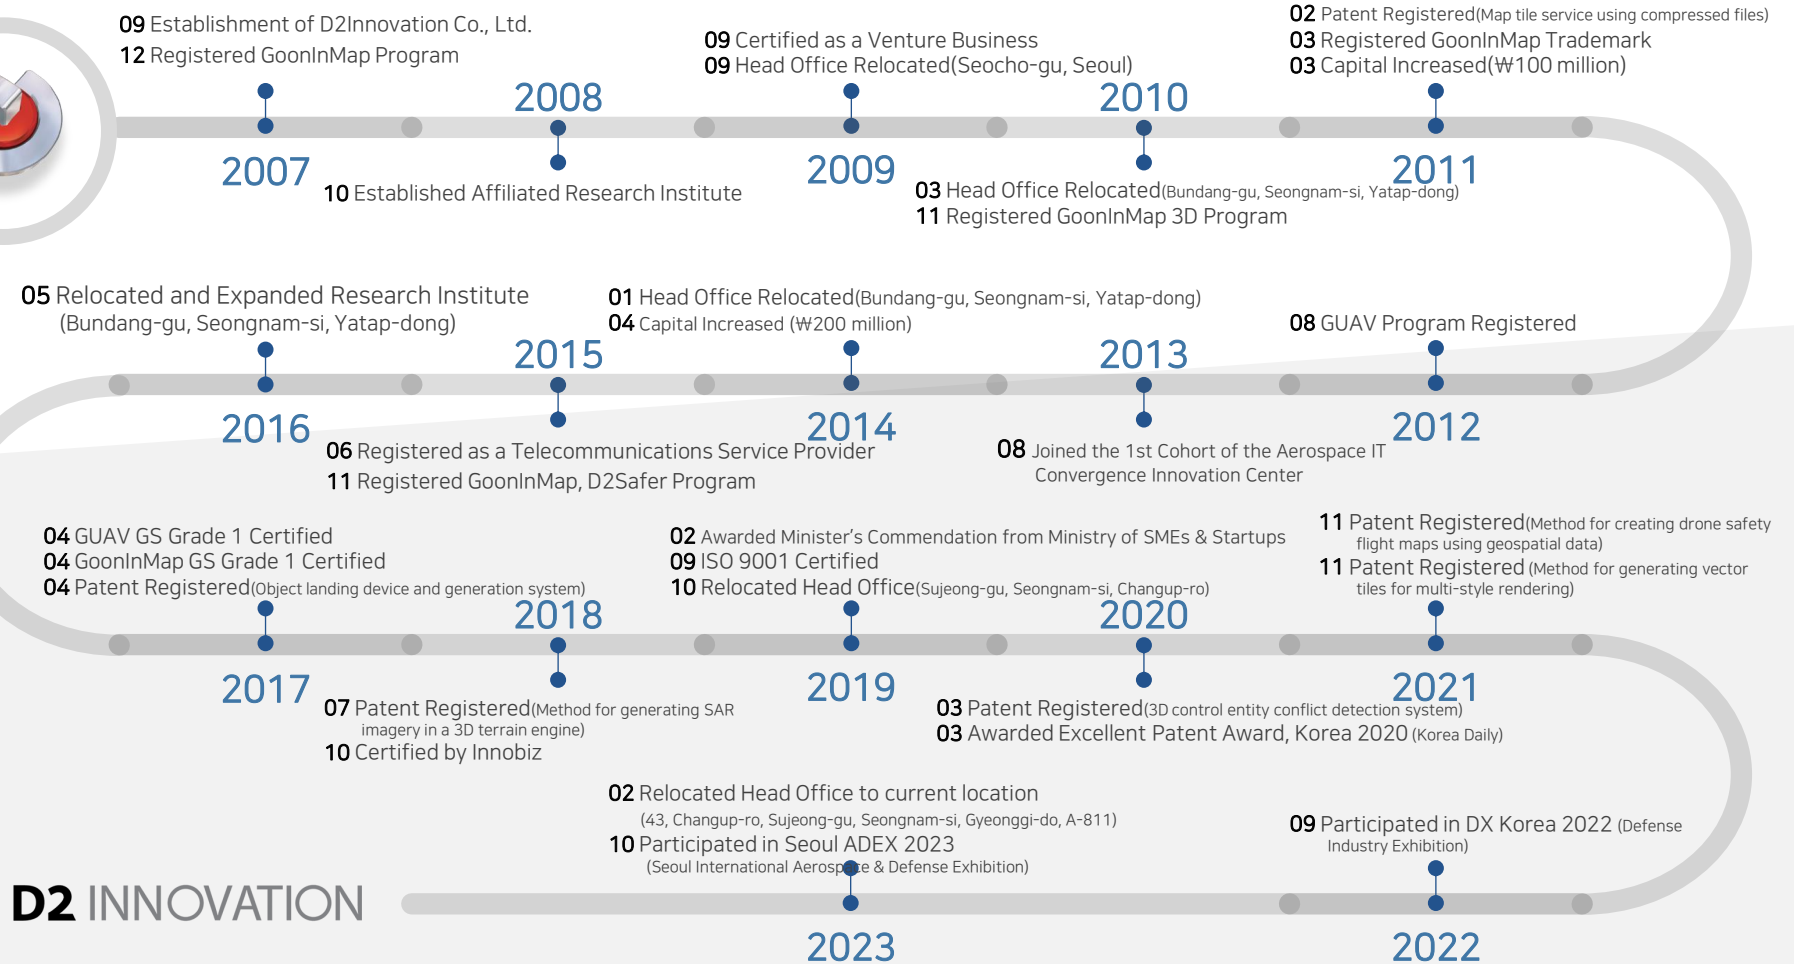 09 Establishment of D2Innovation Co., Ltd.
12 Registered GoonInMap Program
2007
2008
10 Established Affiliated Research Institute
09 Certified as a Venture Business
09 Head Office Relocated(Seocho-gu, Seoul)
2009
2010
03 Head Office Relocated(Bundang-gu, Seongnam-si, Yatap-dong)
11 Registered GoonInMap 3D Program
02 Patent Registered(Map tile service using compressed files)
03 Registered GoonInMap Trademark
03 Capital Increased(₩100 million)
2011
08 GUAV Program Registered
2012
2013
08 Joined the 1st Cohort of the Aerospace IT
Convergence Innovation Center
01 Head Office Relocated(Bundang-gu, Seongnam-si, Yatap-dong)
04 Capital Increased (₩200 million)
2014
2015
06 Registered as a Telecommunications Service Provider
11 Registered GoonInMap, D2Safer Program
05 Relocated and Expanded Research Institute
(Bundang-gu, Seongnam-si, Yatap-dong)
2016
04 GUAV GS Grade 1 Certified
04 GoonInMap GS Grade 1 Certified
04 Patent Registered(Object landing device and generation system)
2017
2018
07 Patent Registered(Method for generating SAR
imagery in a 3D terrain engine)
10 Certified by Innobiz
02 Awarded Minister's Commendation from Ministry of SMEs & Startups
09 ISO 9001 Certified
10 Relocated Head Office(Sujeong-gu, Seongnam-si, Changup-ro)
2019
2020
03 Patent Registered(3D control entity conflict detection system)
03 Awarded Excellent Patent Award, Korea 2020 (Korea Daily)
11 Patent Registered(Method for creating drone safety
flight maps using geospatial data)
11 Patent Registered (Method for generating vector
tiles for multi-style rendering)
2021
09 Participated in DX Korea 2022 (Defense
Industry Exhibition)
2022
02 Relocated Head Office to current location
(43, Changup-ro, Sujeong-gu, Seongnam-si, Gyeonggi-do, A-811)
10 Participated in Seoul ADEX 2023
(Seoul International Aerospace & Defense Exhibition)
2023
D2 INNOVATION